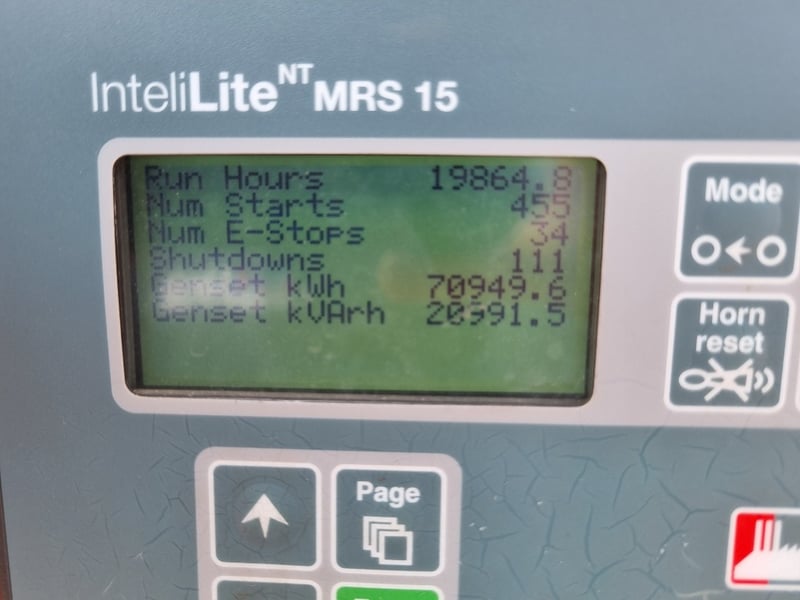 InteliLite NT MRS 15
Run Hours 19864.8
Num Starts 455
Num E-Stops 34
Shutdowns 111
Genset kWh 70949.6
Genset kVArh 20991.5
Mode
Horn
reset
Page